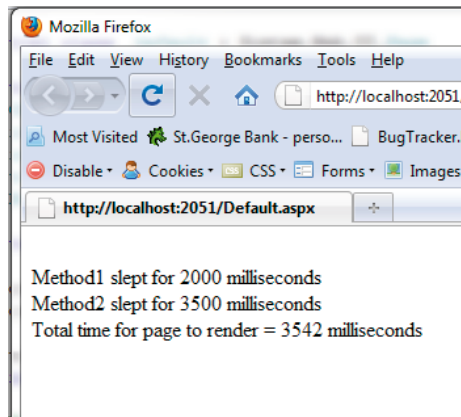 Mozilla Firefox
File Edit View History Bookmarks Tools Help
http://localhost:2051
Most Visited St.George Bank - perso... BugTracker.
Disable Cookies CSS Forms Images
http://localhost:2051/Default.aspx
Method1 slept for 2000 milliseconds
Method2 slept for 3500 milliseconds
Total time for page to render = 3542 milliseconds